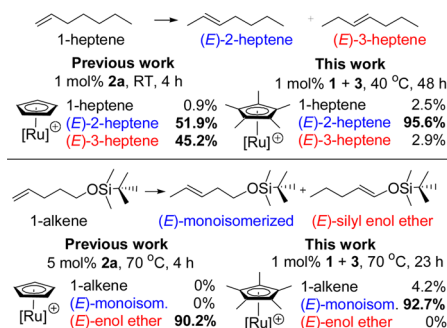 +
1-heptene (E)-2-heptene (E)-3-heptene
Previous work This work
1 mol% 2a, RT, 4 h 1 mol% 1 + 3, 40 °C, 48 h
1-heptene 0.9% 1-heptene 2.5%
(E)-2-heptene 51.9% (E)-2-heptene 95.6%
[Ru]⊕ (E)-3-heptene 45.2% [Ru]⊕ (E)-3-heptene 2.9%
OSi OSi + OSi
1-alkene (E)-monoisomerized (E)-silyl enol ether
Previous work This work
5 mol% 2a, 70 °C, 4 h 1 mol% 1 + 3, 70 °C, 23 h
1-alkene 0% 1-alkene 4.2%
(E)-monoisom. 0% (E)-monoisom. 92.7%
[Ru]⊕ (E)-enol ether 90.2% [Ru]⊕ (E)-enol ether 0%